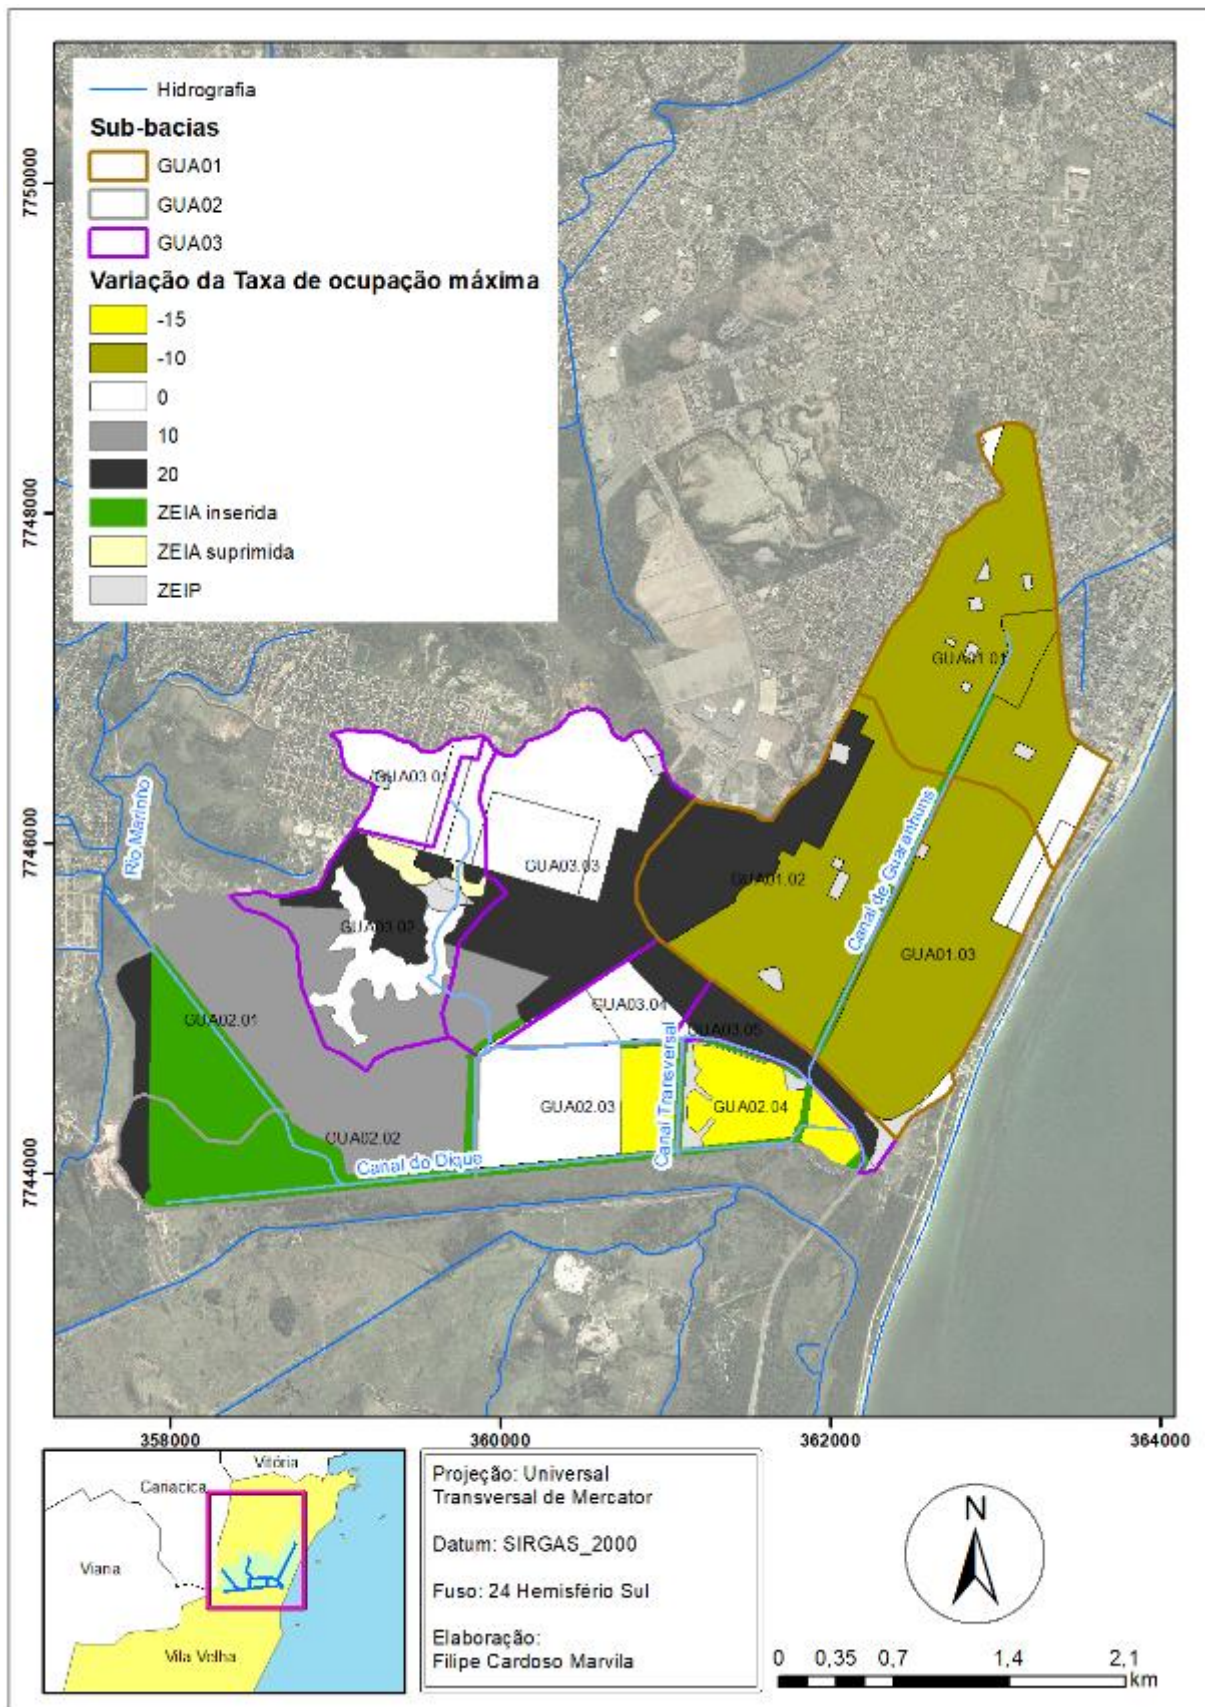 Hidrografia
Sub-bacias
GUA01
GUA02
GUA03
Variação da Taxa de ocupação máxima
-15
-10
0
10
20
ZEIA inserida
ZEIA suprimida
ZEIP
7750000
7748000
7746000
7744000
358000
360000
362000
364000
GUA01.01
GUA01.02
GUA01.03
GUA02.01
GUA02.02
GUA02.03
GUA02.04
GUA03.01
GUA03.02
GUA03.03
GUA03.04
GUA03.05
Rio Marinho
Canal de Guaranhuns
Canal Transversal
Canal do Dique
Vitória
Cariacica
Viana
Vila Velha
Projeção: Universal
Transversal de Mercator
Datum: SIRGAS_2000
Fuso: 24 Hemisfério Sul
Elaboração:
Filipe Cardoso Marvila
N
0 0,35 0,7 1,4 2,1
km